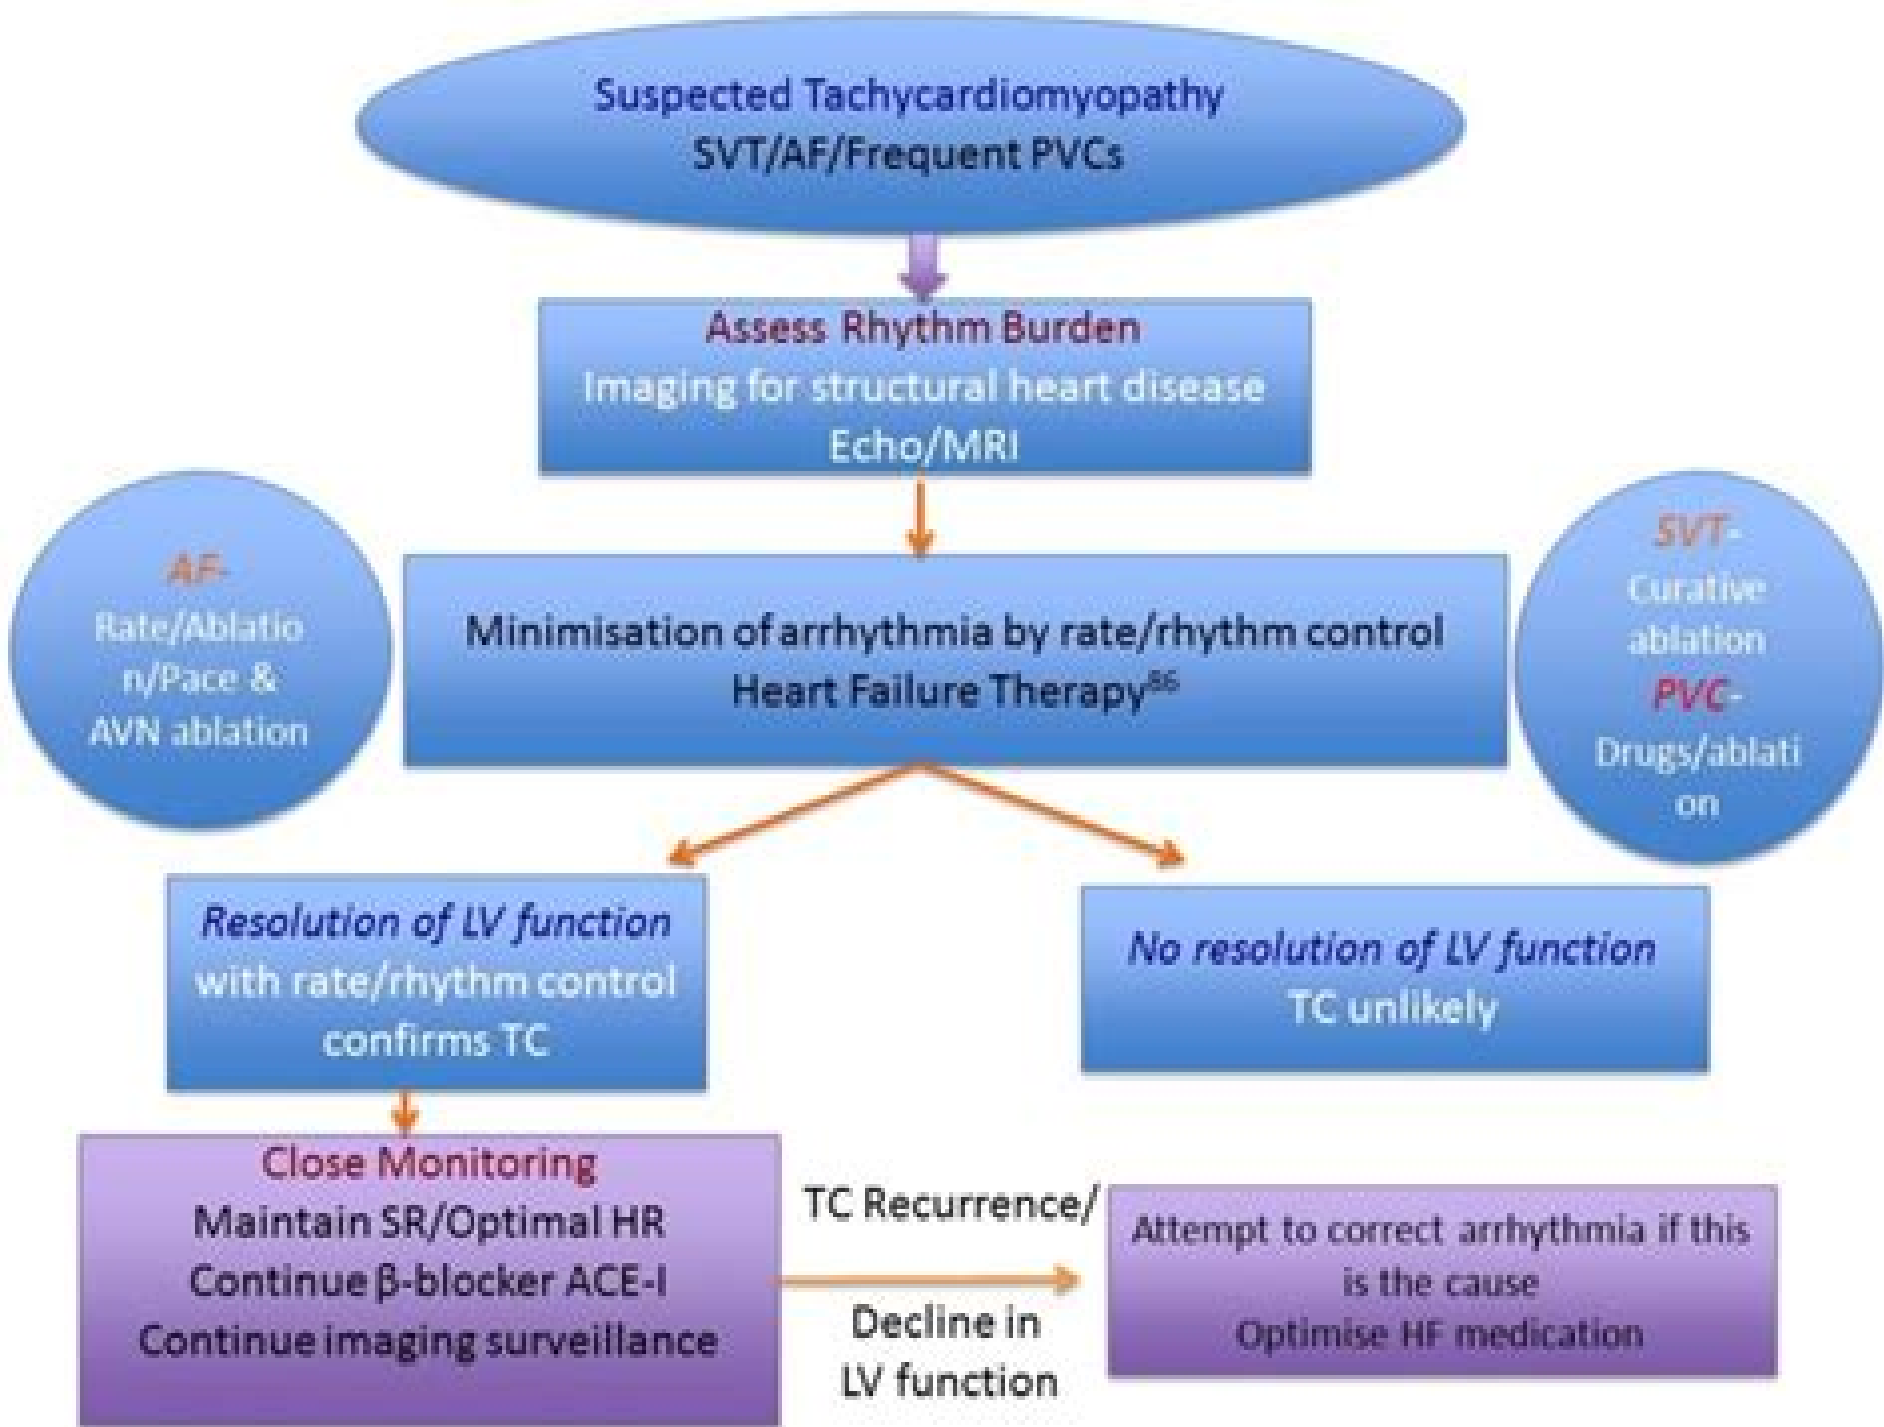 Suspected Tachycardiomyopathy
SVT/AF/Frequent PVCs
Assess Rhythm Burden
Imaging for structural heart disease
Echo/MRI
AF-
Rate/Ablatio
n/Pace &
AVN ablation
Minimisation of arrhythmia by rate/rhythm control
Heart Failure Therapy86
SVT-
Curative
ablation
PVC-
Drugs/ablati
on
Resolution of LV function
with rate/rhythm control
confirms TC
No resolution of LV function
TC unlikely
Close Monitoring
Maintain SR/Optimal HR
Continue β-blocker ACE-I
Continue imaging surveillance
TC Recurrence/
Decline in
LV function
Attempt to correct arrhythmia if this
is the cause
Optimise HF medication